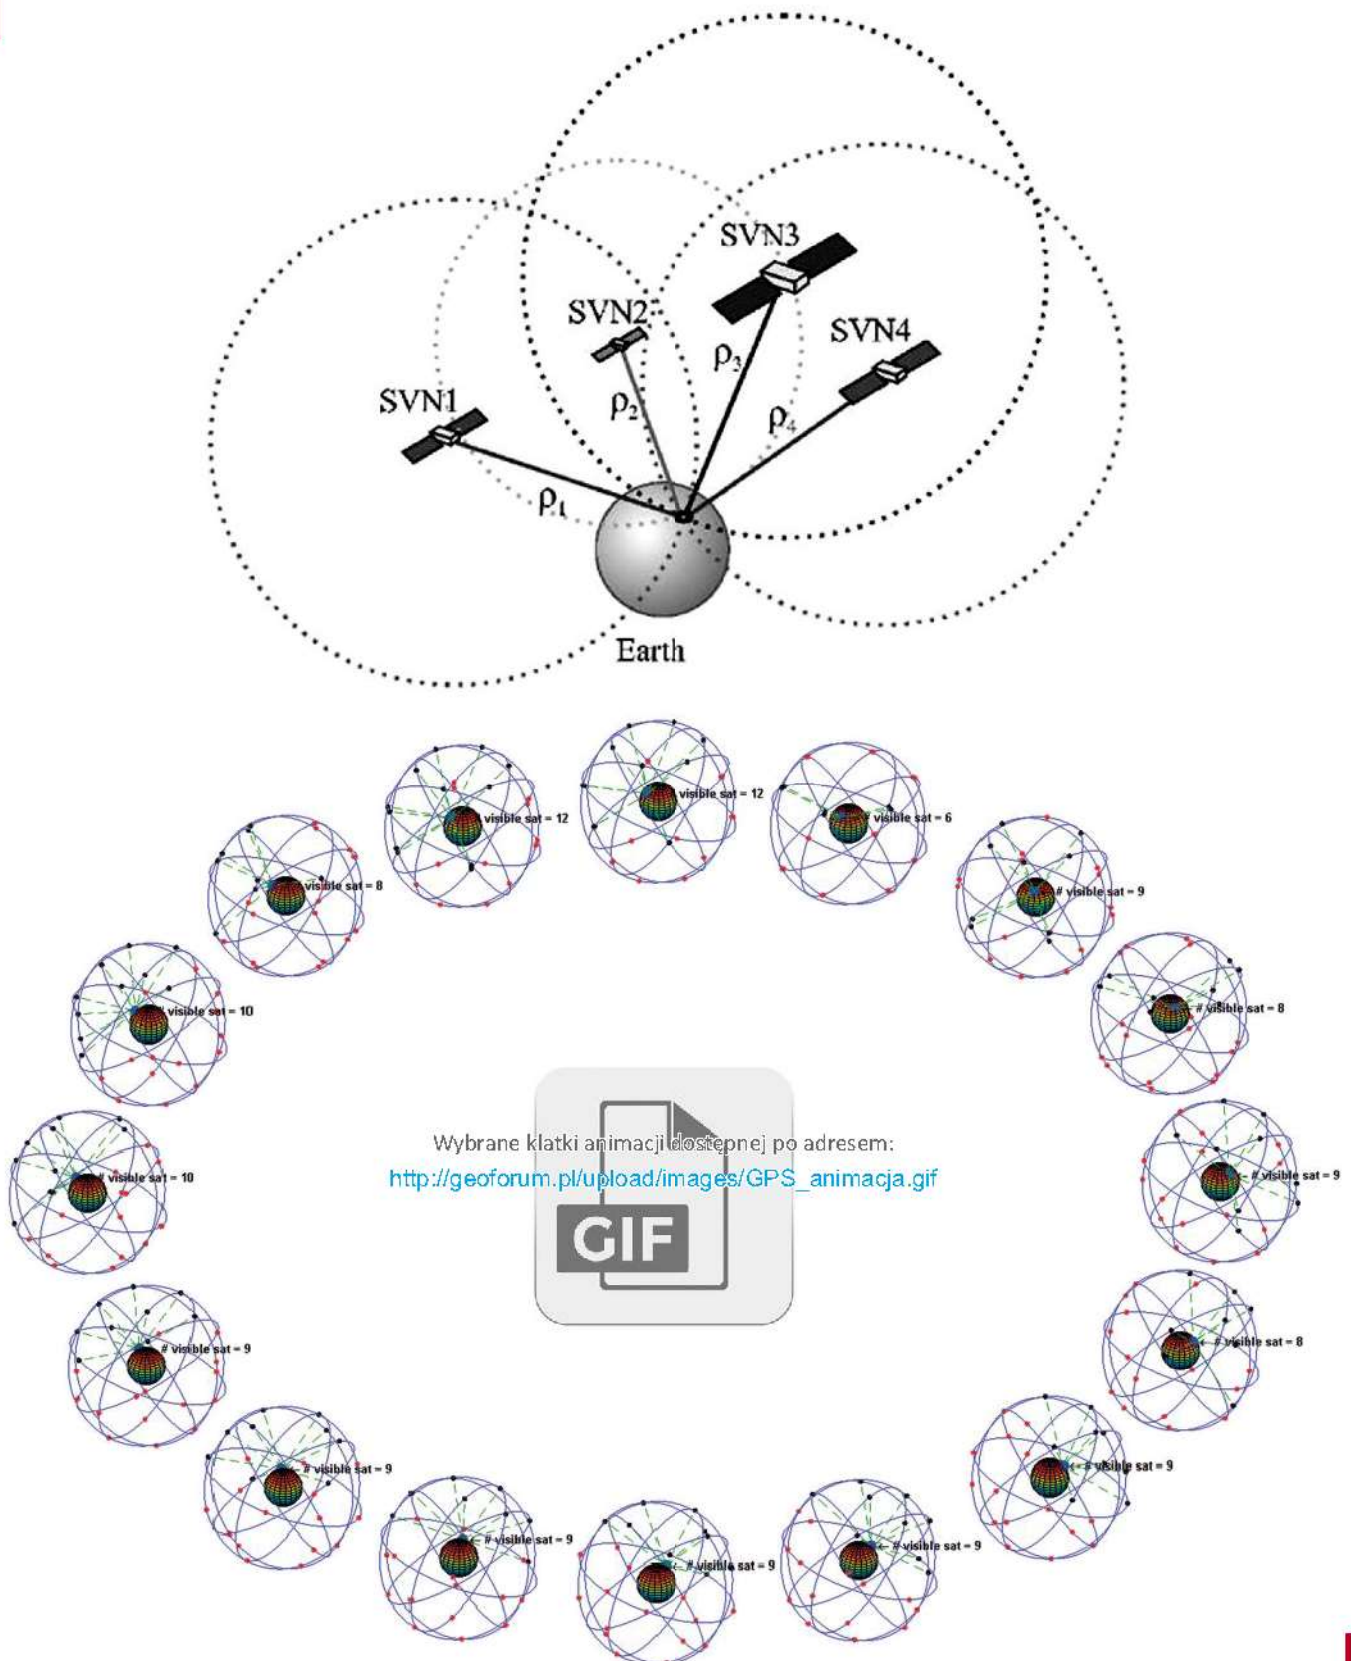 SVN3
SVN2
SVN4
ρ3
SVN1
ρ2
ρ4
ρ1
Earth
visible sat = 12
visible sat = 12
# visible sat = 6
visible sat = 8
# visible sat = 9
# visible sat = 10
# visible sat = 8
Wybrane klatki animacji dostępnej po adresem:
http://geoforum.pl/upload/images/GPS_animacja.gif
# visible sat = 10
# visible sat = 9
GIF
# visible sat = 9
# visible sat = 8
# visible sat = 9
# visible sat = 9
# visible sat = 9
# visible sat = 9
# visible sat = 9